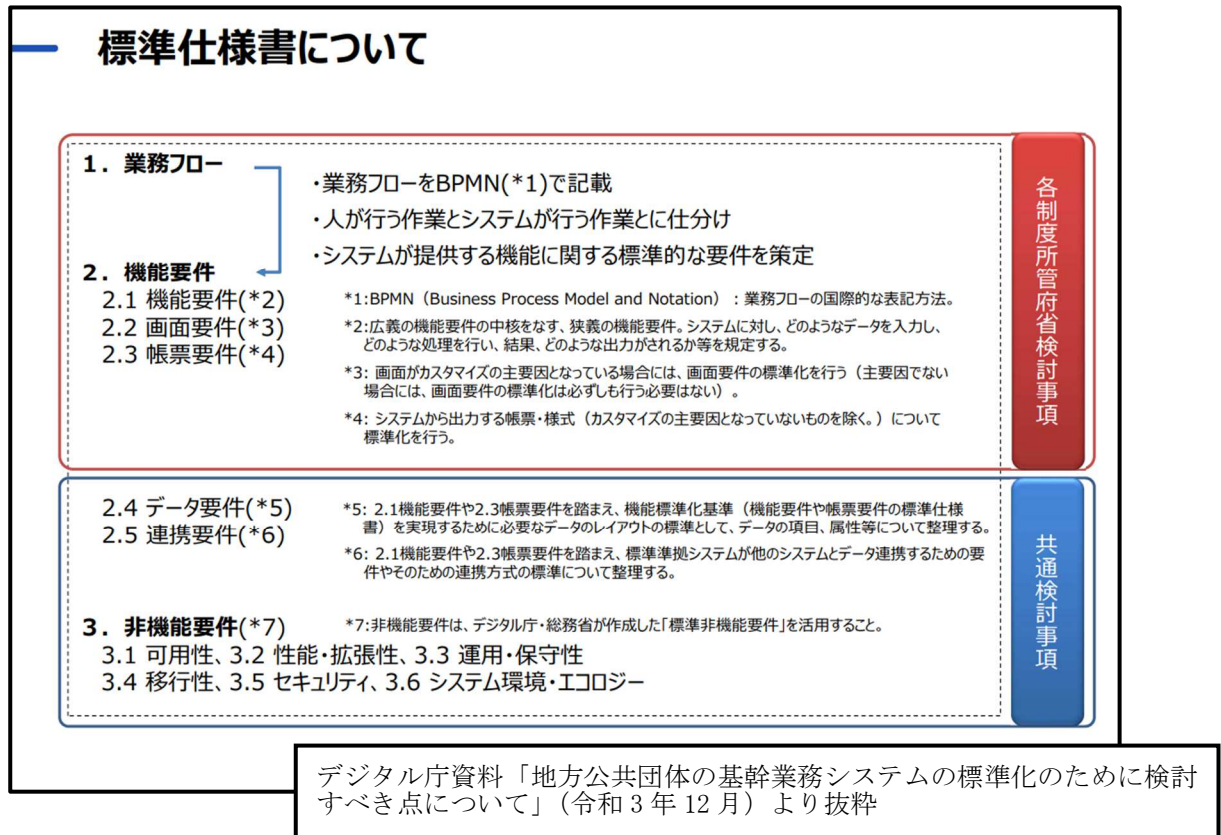 標準仕様書について
1. 業務フロー
・業務フローをBPMN(*1)で記載
・人が行う作業とシステムが行う作業とに仕分け
・システムが提供する機能に関する標準的な要件を策定
2. 機能要件
2.1 機能要件(*2)
2.2 画面要件(*3)
2.3 帳票要件(*4)
*1:BPMN（Business Process Model and Notation）：業務フローの国際的な表記方法。
*2:広義の機能要件の中核をなす、狭義の機能要件。システムに対し、どのようなデータを入力し、
どのような処理を行い、結果、どのような出力がされるか等を規定する。
*3: 画面がカスタマイズの主要因となっている場合には、画面要件の標準化を行う（主要因でない
場合には、画面要件の標準化は必ずしも行う必要はない）。
*4: システムから出力する帳票・様式（カスタマイズの主要因となっていないものを除く。）について
標準化を行う。
各制度所管府省検討事項
2.4 データ要件(*5)
2.5 連携要件(*6)
*5: 2.1機能要件や2.3帳票要件を踏まえ、機能標準化基準（機能要件や帳票要件の標準仕様
書）を実現するために必要なデータのレイアウトの標準として、データの項目、属性等について整理する。
*6: 2.1機能要件や2.3帳票要件を踏まえ、標準準拠システムが他のシステムとデータ連携するための要
件やそのための連携方式の標準について整理する。
3. 非機能要件(*7)
*7:非機能要件は、デジタル庁・総務省が作成した「標準非機能要件」を活用すること。
3.1 可用性、3.2 性能・拡張性、3.3 運用・保守性
3.4 移行性、3.5 セキュリティ、3.6 システム環境・エコロジー
共通検討事項
デジタル庁資料「地方公共団体の基幹業務システムの標準化のために検討
すべき点について」（令和３年 12 月）より抜粋